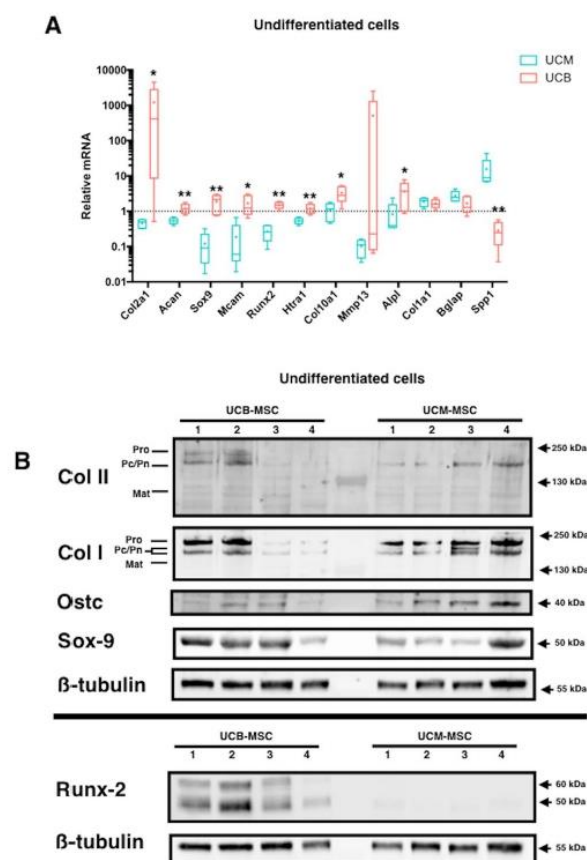 A
Undifferentiated cells
UCM
UCB
Relative mRNA
10000
1000
100
10
1
0.1
0.01
* ** ** * ** ** * * **
Col2a1 Acan Sox9 Mcam Runx2 Htra1 Col10a1 Mmp13 Alpl Col1a1 Bglap Spp1
Undifferentiated cells
UCB-MSC UCM-MSC
1 2 3 4 1 2 3 4
B
Col II
Pro
Pc/Pn
Mat
250 kDa
130 kDa
Col I
Pro
Pc/Pn
Mat
250 kDa
130 kDa
Ostc 40 kDa
Sox-9 50 kDa
ß-tubulin 55 kDa
UCB-MSC UCM-MSC
1 2 3 4 1 2 3 4
Runx-2
60 kDa
50 kDa
ß-tubulin 55 kDa